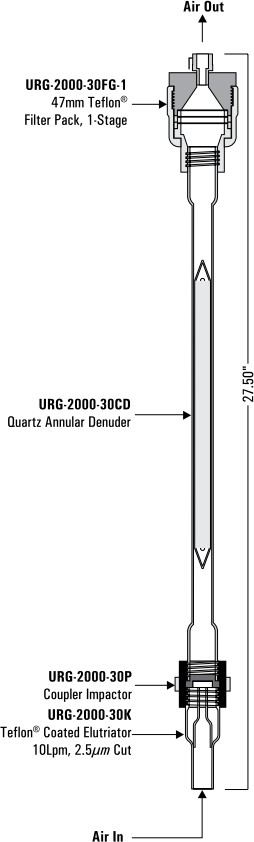 Air Out
URG-2000-30FG-1
47mm Teflon®
Filter Pack, 1-Stage
27.50"
URG-2000-30CD
Quartz Annular Denuder
URG-2000-30P
Coupler Impactor
URG-2000-30K
Teflon® Coated Elutriator
10Lpm, 2.5μm Cut
Air In